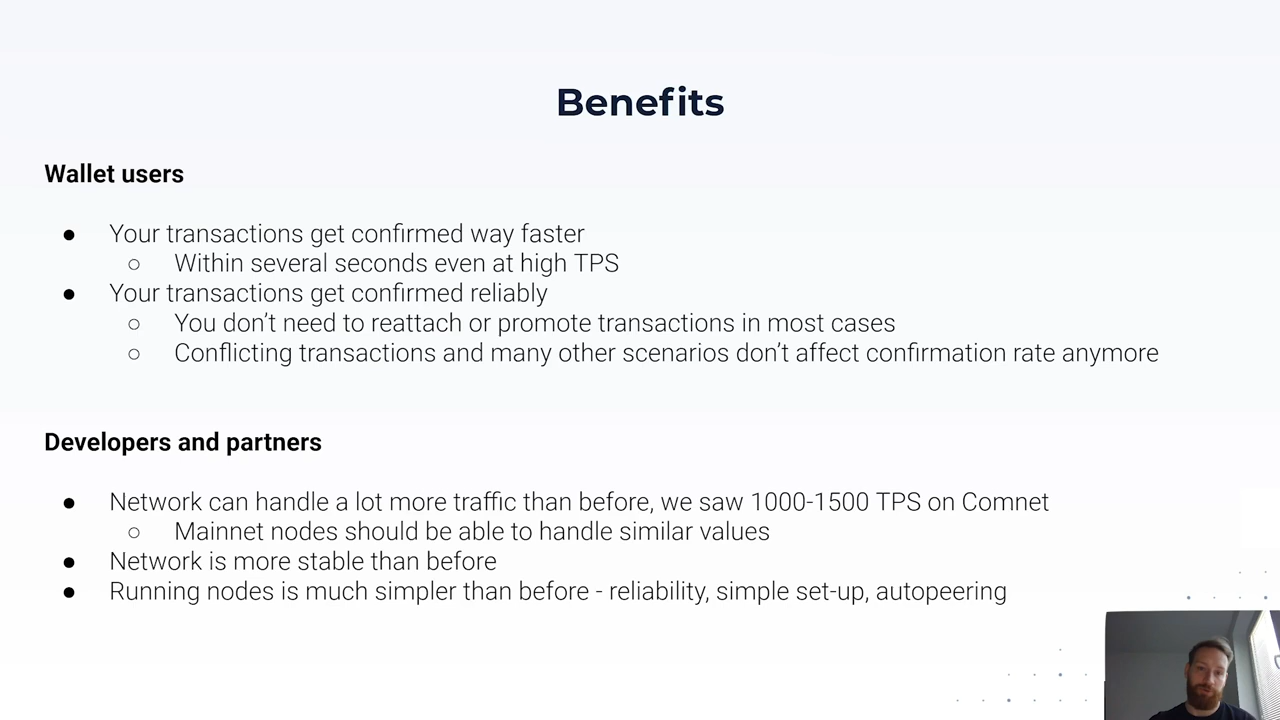 Benefits
Wallet users
● Your transactions get confirmed way faster
○ Within several seconds even at high TPS
● Your transactions get confirmed reliably
○ You don’t need to reattach or promote transactions in most cases
○ Conflicting transactions and many other scenarios don’t affect confirmation rate anymore
Developers and partners
● Network can handle a lot more traffic than before, we saw 1000-1500 TPS on Comnet
○ Mainnet nodes should be able to handle similar values
● Network is more stable than before
● Running nodes is much simpler than before - reliability, simple set-up, autopeering